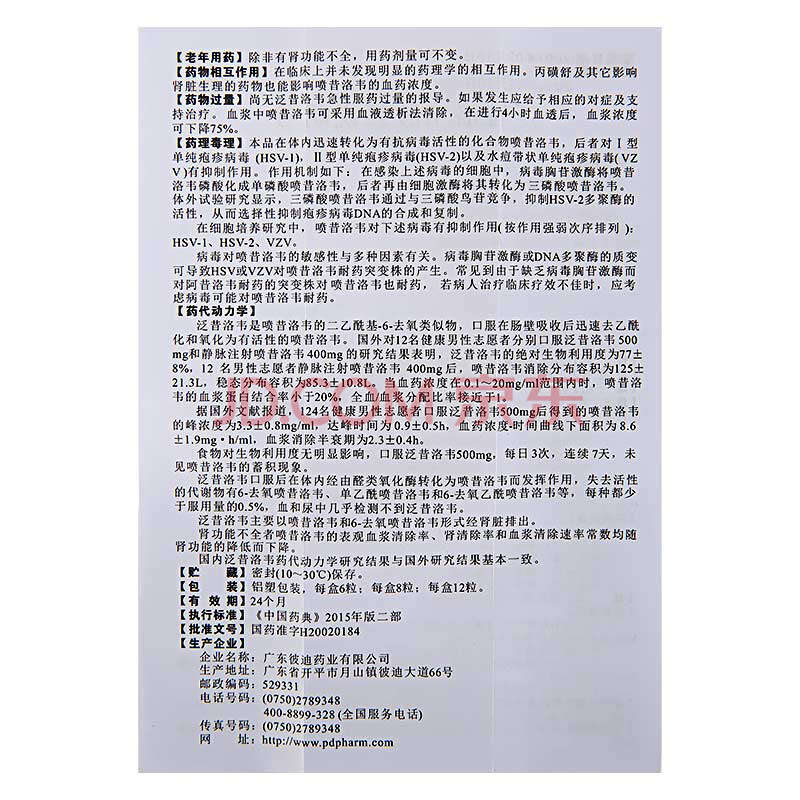 【老年用药】除非有肾功能不全，用药剂量可不变。
【药物相互作用】在临床上并未发现明显的药理学的相互作用。丙磺舒及其它影响
肾脏生理的药物也能影响喷昔洛韦的血药浓度。
【药物过量】尚无泛昔洛韦急性服药过量的报导。如果发生应给予相应的对症及支
持治疗。血浆中喷昔洛韦可采用血液透析法清除，在进行4小时血透后，血浆浓度
可下降75%。
【药理毒理】本品在体内迅速转化为有抗病毒活性的化合物喷昔洛韦，后者对Ⅰ型
单纯疱疹病毒 (HSV-1)，Ⅱ型单纯疱疹病毒(HSV-2)以及水痘带状单纯疱疹病毒(VZ
V)有抑制作用。作用机制如下：在感染上述病毒的细胞中，病毒胸苷激酶将喷昔
洛韦磷酸化成单磷酸喷昔洛韦，后者再由细胞激酶将其转化为三磷酸喷昔洛韦。
体外试验研究显示，三磷酸喷昔洛韦通过与三磷酸鸟苷竞争，抑制HSV-2多聚酶的
活性，从而选择性抑制疱疹病毒DNA的合成和复制。
在细胞培养研究中，喷昔洛韦对下述病毒有抑制作用(按作用强弱次序排列)：
HSV-1、HSV-2、VZV。
病毒对喷昔洛韦的敏感性与多种因素有关。病毒胸苷激酶或DNA多聚酶的质变
可导致HSV或VZV对喷昔洛韦耐药突变株的产生。常见到由于缺乏病毒胸苷激酶而
对阿昔洛韦耐药的突变株对喷昔洛韦也耐药，若病人治疗临床疗效不佳时，应考
虑病毒可能对喷昔洛韦耐药。
【药代动力学】
泛昔洛韦是喷昔洛韦的二乙酰基-6-去氧类似物，口服在肠壁吸收后迅速去乙酰
化和氧化为有活性的喷昔洛韦。国外对12名健康男性志愿者分别口服泛昔洛韦500
mg和静脉注射喷昔洛韦400mg的研究结果表明，泛昔洛韦的绝对生物利用度为77±
8%，12 名男性志愿者静脉注射喷昔洛韦 400mg后，喷昔洛韦消除分布容积为125±
21.3L，稳态分布容积为85.3±10.8L，当血药浓度在0.1～20mg/ml范围内时，喷昔洛
韦的血浆蛋白结合率小于20%，全血/血浆分配比率接近于1。
据国外文献报道，124名健康男性志愿者口服泛昔洛韦500mg后得到的喷昔洛韦
的峰浓度为3.3±0.8mg/ml，达峰时间为0.9±0.5h，血药浓度-时间曲线下面积为 8.6
±1.9mg·h/ml，血浆消除半衰期为2.3±0.4h。
食物对生物利用度无明显影响，口服泛昔洛韦500mg，每日3次，连续7天，未
见喷昔洛韦的蓄积现象。
泛昔洛韦口服后在体内经由醛类氧化酶转化为喷昔洛韦而发挥作用，失去活性
的代谢物有6-去氧喷昔洛韦、单乙酰喷昔洛韦和6-去氧乙酰喷昔洛韦等，每种都少
于服用量的0.5%，血和尿中几乎检测不到泛昔洛韦。
泛昔洛韦主要以喷昔洛韦和6-去氧喷昔洛韦形式经肾脏排出。
肾功能不全者喷昔洛韦的表观血浆清除率、肾清除率和血浆清除速率常数均随
肾功能的降低而下降。
国内泛昔洛韦药代动力学研究结果与国外研究结果基本一致。
【贮 藏】密封(10～30℃)保存。
【包 装】铝塑包装，每盒6粒；每盒8粒；每盒12粒。
【有 效 期】24个月
【执行标准】《中国药典》2015年版二部
【批准文号】国药准字H20020184
【生产企业】
企业名称：广东彼迪药业有限公司
生产地址：广东省开平市月山镇彼迪大道66号
邮政编码：529331
电话号码：(0750)2789348
400-8899-328 (全国服务电话)
传真号码：(0750)2789348
网 址：http://www.pdpharm.com
JD.COM 京东